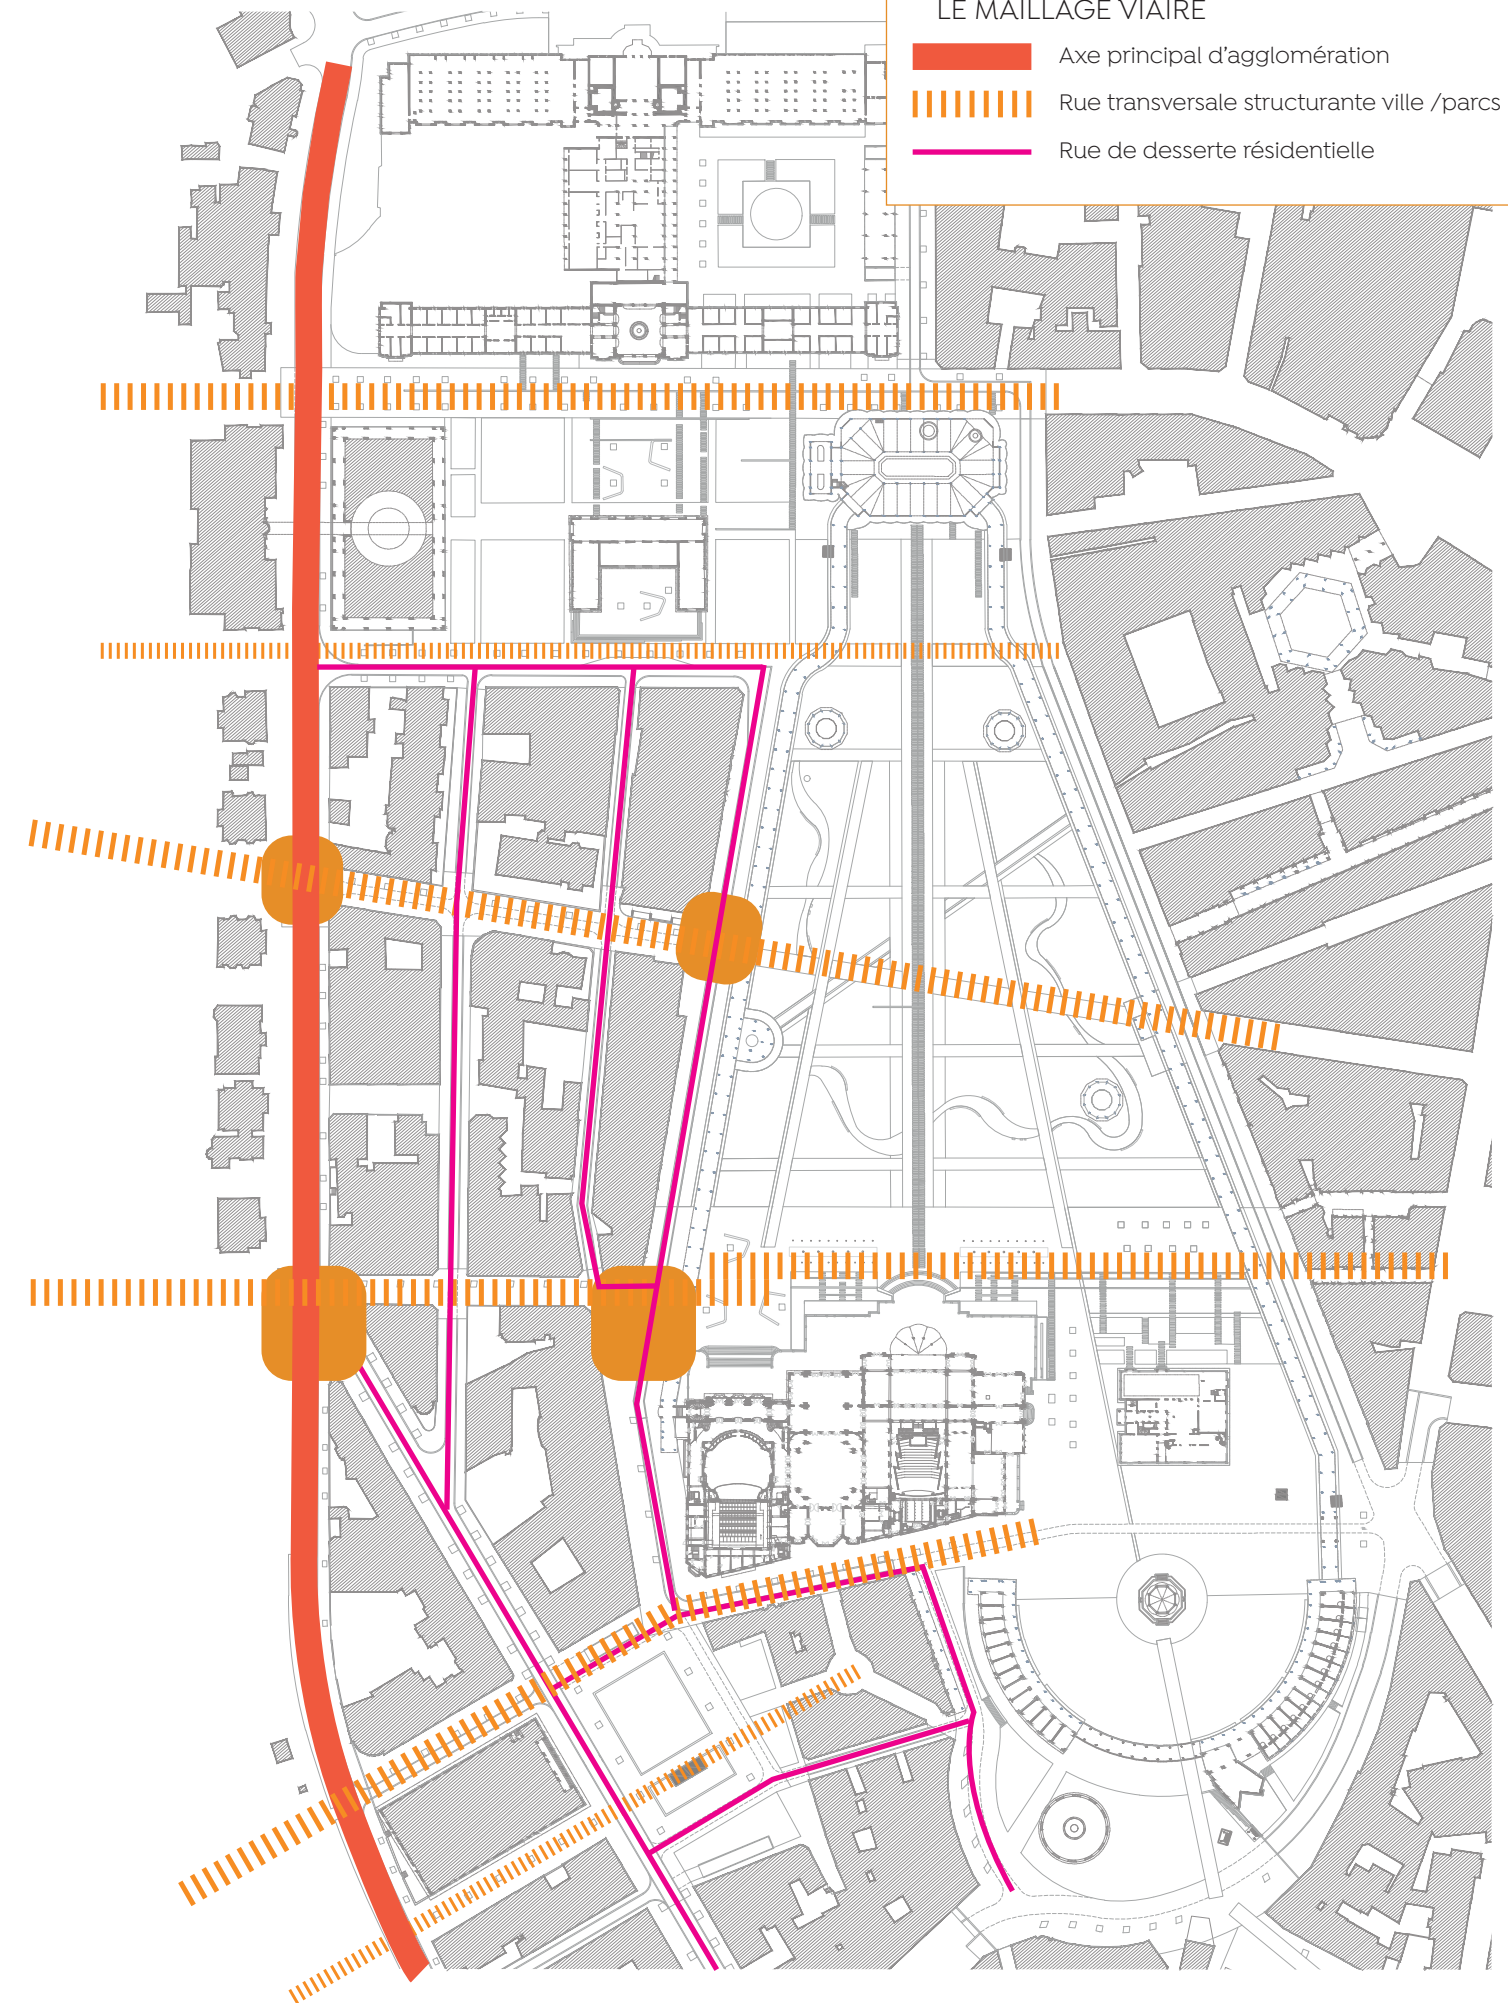 LE MAILLAGE VIAIRE
Axe principal d’agglomération
Rue transversale structurante ville /parcs
Rue de desserte résidentielle